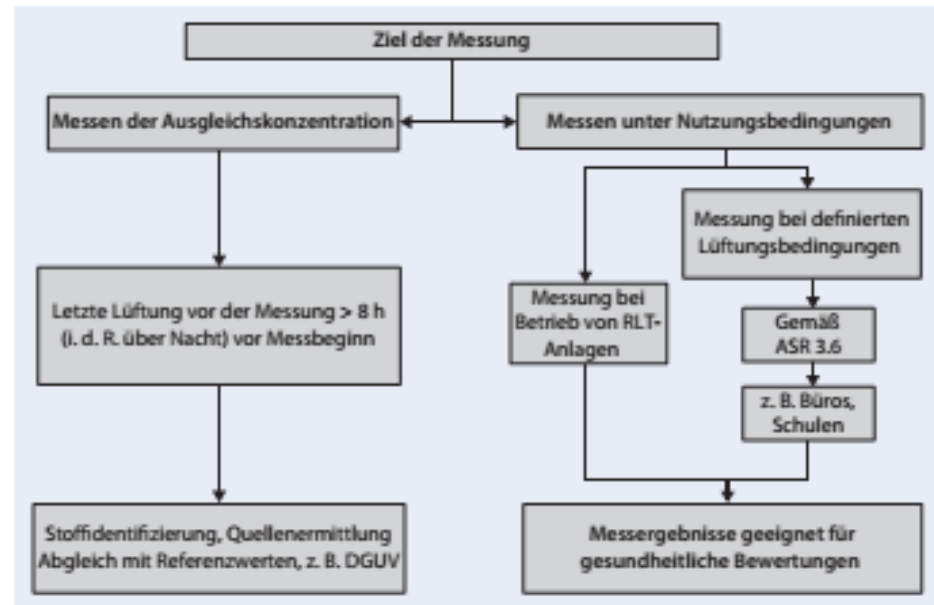 Ziel der Messung
Messen der Ausgleichskonzentration
Messen unter Nutzungsbedingungen
Letzte Lüftung vor der Messung > 8 h
(i. d. R. über Nacht) vor Messbeginn
Stoffidentifizierung, Quellenermittlung
Abgleich mit Referenzwerten, z. B. DGUV
Messung bei
Betrieb von RLT-
Anlagen
Messung bei definierten
Lüftungsbedingungen
Gemäß
ASR 3.6
z. B. Büros,
Schulen
Messergebnisse geeignet für
gesundheitliche Bewertungen